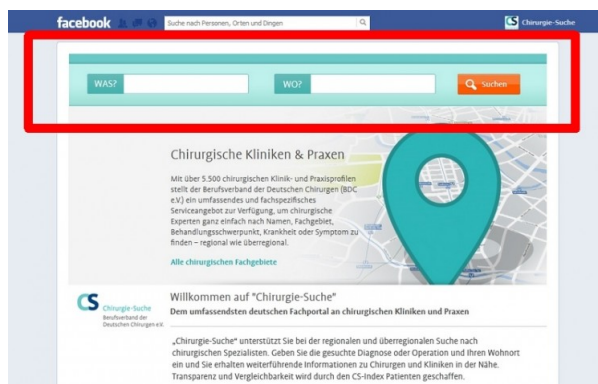 facebook
Suche nach Personen, Orten und Dingen
Chirurgie-Suche
WAS?
WO?
Suchen
Chirurgische Kliniken & Praxen
Mit über 5.500 chirurgischen Klinik- und Praxisprofilen
stellt der Berufsverband der Deutschen Chirurgen (BDC
e.V.) ein umfassendes und fachspezifisches
Serviceangebot zur Verfügung, um chirurgische
Experten ganz einfach nach Namen, Fachgebiet,
Behandlungsschwerpunkt, Krankheit oder Symptom zu
finden – regional wie überregional.
Alle chirurgischen Fachgebiete
CS Chirurgie-Suche
Berufsverband der
Deutschen Chirurgen e.V.
Willkommen auf "Chirurgie-Suche"
Dem umfassendsten deutschen Fachportal an chirurgischen Kliniken und Praxen
„Chirurgie-Suche" unterstützt Sie bei der regionalen und überregionalen Suche nach
chirurgischen Spezialisten. Geben Sie die gesuchte Diagnose oder Operation und Ihren Wohnort
ein und Sie erhalten weiterführende Informationen zu Chirurgen und Kliniken in der Nähe.
Transparenz und Vergleichbarkeit wird durch den CS-Index Patienten geschaffen.